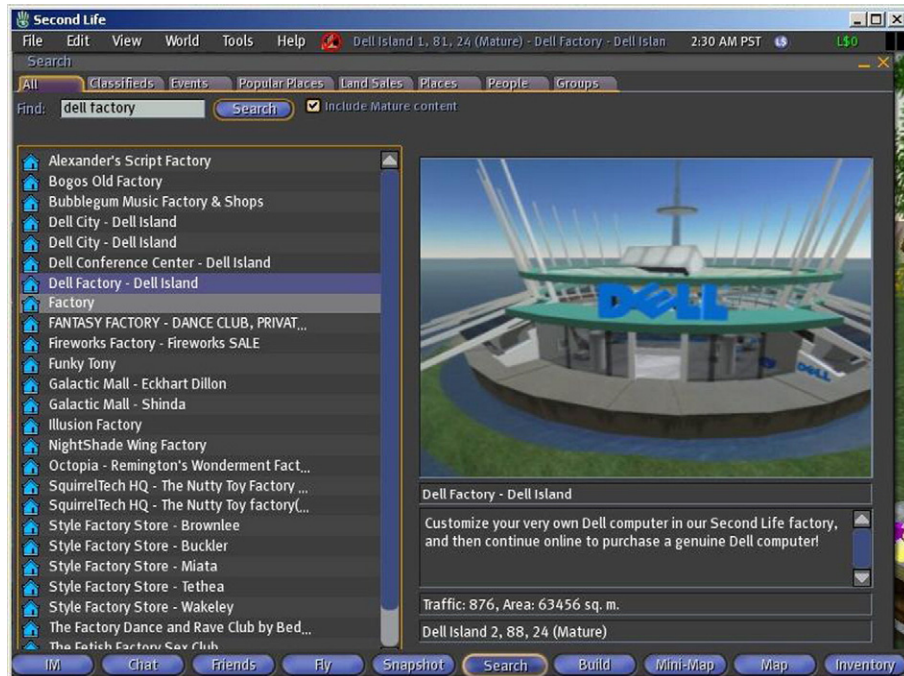 Second Life
File Edit View World Tools Help Dell Island 1, 81, 24 (Mature) - Dell Factory - Dell Islan 2:30 AM PST L$ L$0
Search
All Classifieds Events Popular Places Land Sales Places People Groups
Find: dell factory Search Include Mature content
Alexander's Script Factory
Bogos Old Factory
Bubblegum Music Factory & Shops
Dell City - Dell Island
Dell City - Dell Island
Dell Conference Center - Dell Island
Dell Factory - Dell Island
Factory
FANTASY FACTORY - DANCE CLUB, PRIVAT...
Fireworks Factory - Fireworks SALE
Funky Tony
Galactic Mall - Eckhart Dillon
Galactic Mall - Shinda
Illusion Factory
NightShade Wing Factory
Octopia - Remington's Wonderment Fact...
SquirrelTech HQ - The Nutty Toy Factory ...
SquirrelTech HQ - The Nutty Toy factory(...
Style Factory Store - Brownlee
Style Factory Store - Buckler
Style Factory Store - Miata
Style Factory Store - Tethea
Style Factory Store - Wakeley
The Factory Dance and Rave Club by Bed...
The Fetish Factory Sex Club
DELL
DELL
Dell Factory - Dell Island
Customize your very own Dell computer in our Second Life factory,
and then continue online to purchase a genuine Dell computer!
Traffic: 876, Area: 63456 sq. m.
Dell Island 2, 88, 24 (Mature)
IM Chat Friends Fly Snapshot Search Build Mini-Map Map Inventory